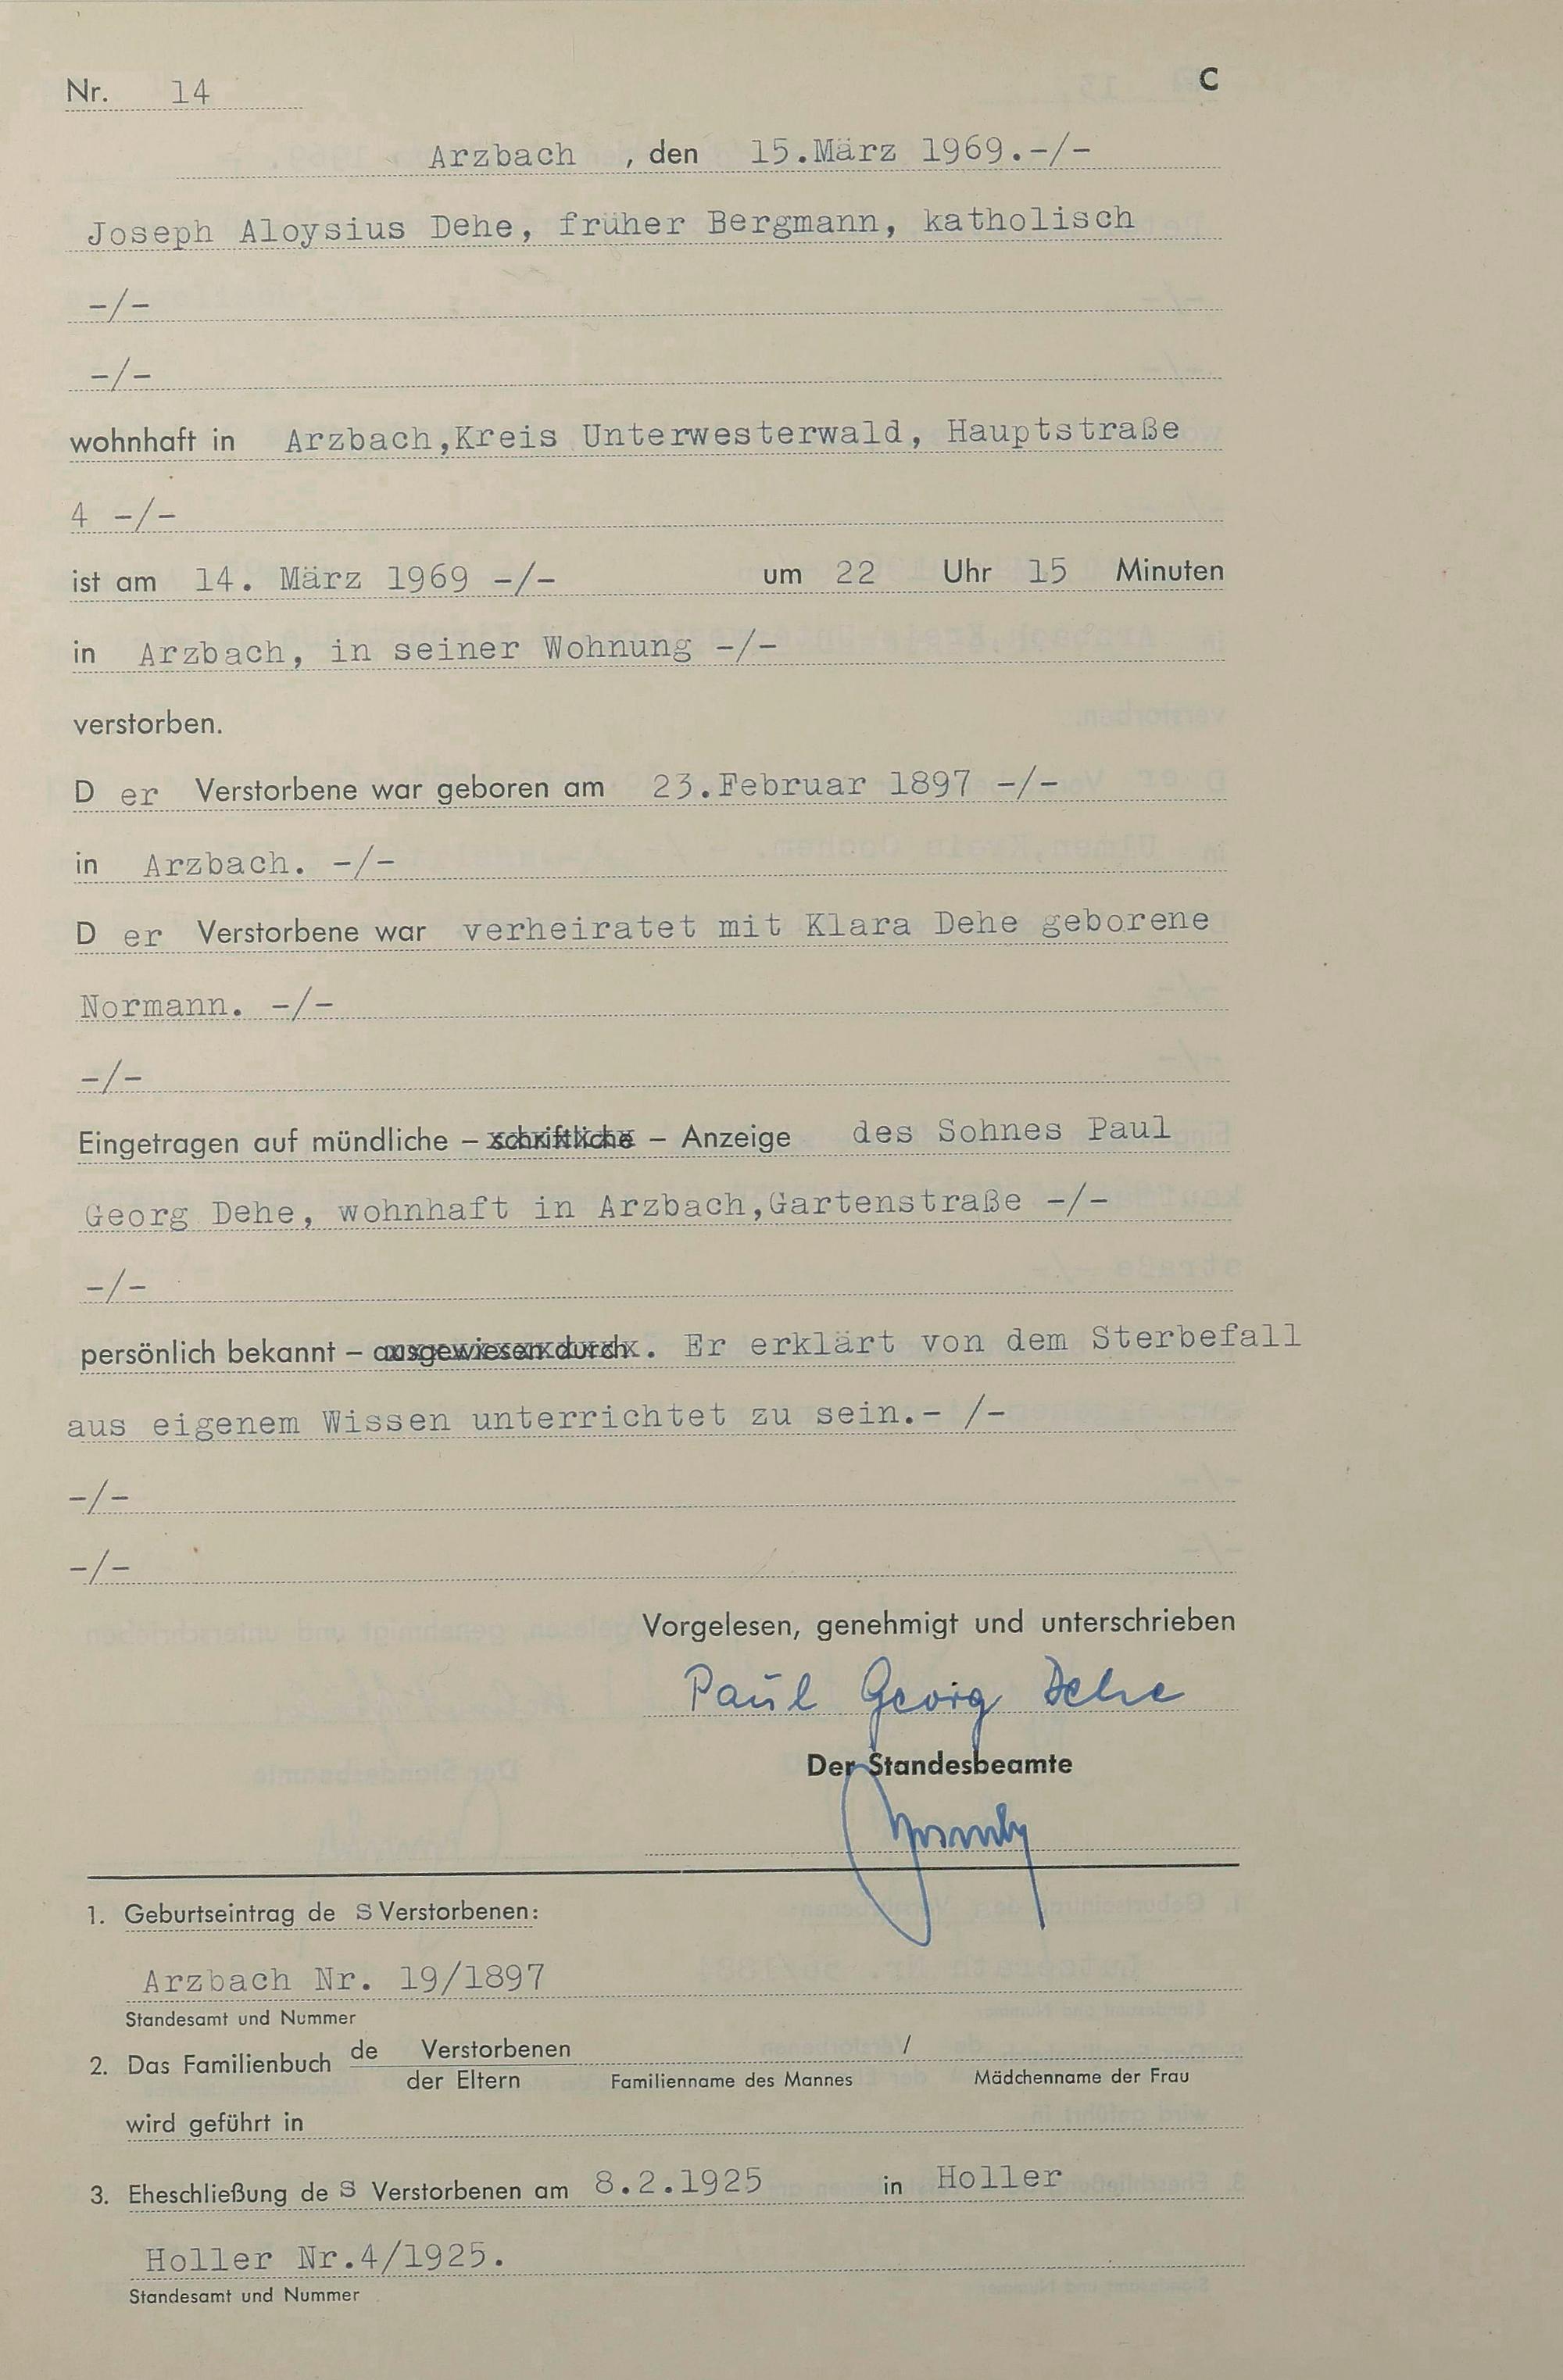 Nr. 14
C
Arzbach , den 15.März 1969.-/-
Joseph Aloysius Dehe, früher Bergmann, katholisch
-/-
-/-
wohnhaft in Arzbach,Kreis Unterwesterwald, Hauptstraße
4 -/-
ist am 14. März 1969 -/- um 22 Uhr 15 Minuten
in Arzbach, in seiner Wohnung -/-
verstorben.
D er Verstorbene war geboren am 23.Februar 1897 -/-
in Arzbach. -/-
D er Verstorbene war verheiratet mit Klara Dehe geborene
Normann. -/-
-/-
Eingetragen auf mündliche – schriftliche – Anzeige des Sohnes Paul
Georg Dehe, wohnhaft in Arzbach,Gartenstraße -/-
-/-
persönlich bekannt – ausgewiesen durch. Er erklärt von dem Sterbefall
aus eigenem Wissen unterrichtet zu sein.- /-
-/-
-/-
Vorgelesen, genehmigt und unterschrieben
Paul Georg Dehe
Der Standesbeamte
1. Geburtseintrag de s Verstorbenen:
Arzbach Nr. 19/1897
Standesamt und Nummer
2. Das Familienbuch de Verstorbenen /
der Eltern Familienname des Mannes Mädchenname der Frau
wird geführt in
3. Eheschließung de s Verstorbenen am 8.2.1925 in Holler
Holler Nr.4/1925.
Standesamt und Nummer